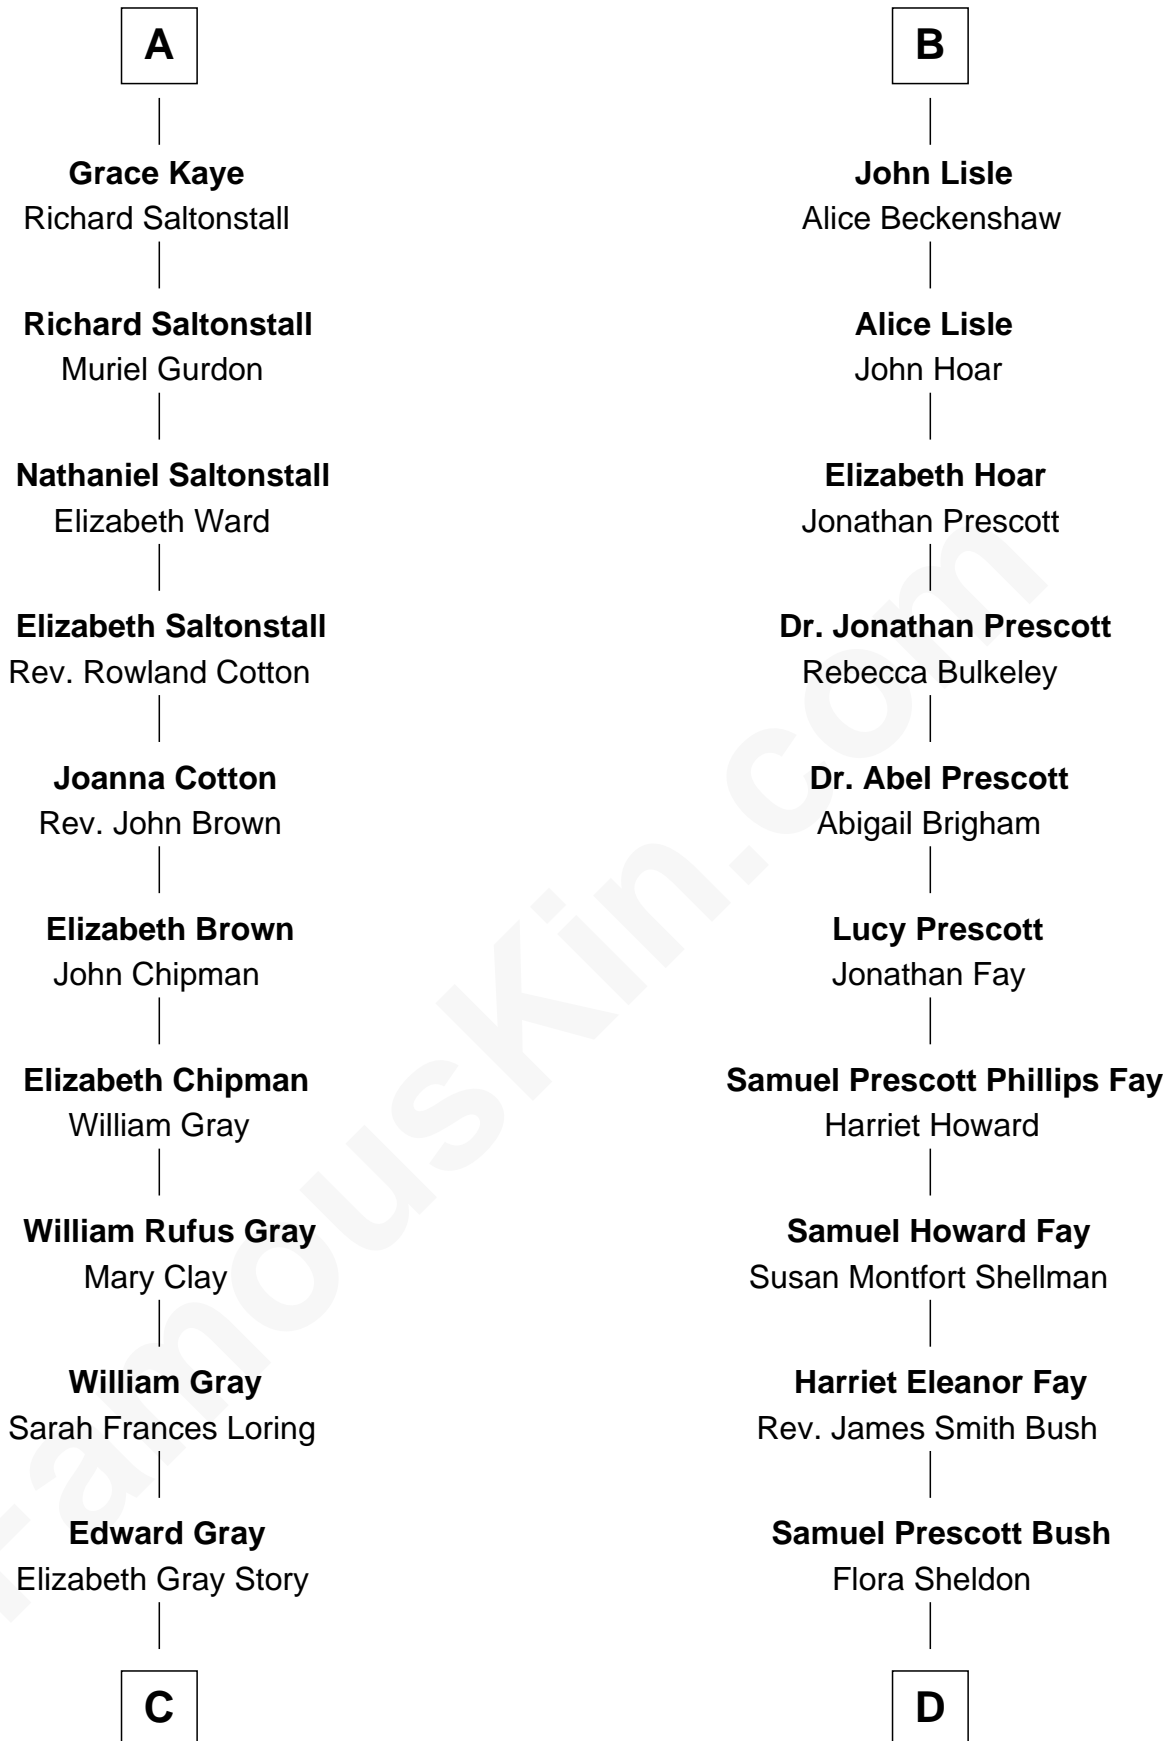 A
Grace Kaye
Richard Saltonstall
Richard Saltonstall
Muriel Gurdon
Nathaniel Saltonstall
Elizabeth Ward
Elizabeth Saltonstall
Rev. Rowland Cotton
Joanna Cotton
Rev. John Brown
Elizabeth Brown
John Chipman
Elizabeth Chipman
William Gray
William Rufus Gray
Mary Clay
William Gray
Sarah Frances Loring
Edward Gray
Elizabeth Gray Story
C
B
John Lisle
Alice Beckenshaw
Alice Lisle
John Hoar
Elizabeth Hoar
Jonathan Prescott
Dr. Jonathan Prescott
Rebecca Bulkeley
Dr. Abel Prescott
Abigail Brigham
Lucy Prescott
Jonathan Fay
Samuel Prescott Phillips Fay
Harriet Howard
Samuel Howard Fay
Susan Montfort Shellman
Harriet Eleanor Fay
Rev. James Smith Bush
Samuel Prescott Bush
Flora Sheldon
D
FamousKin.com